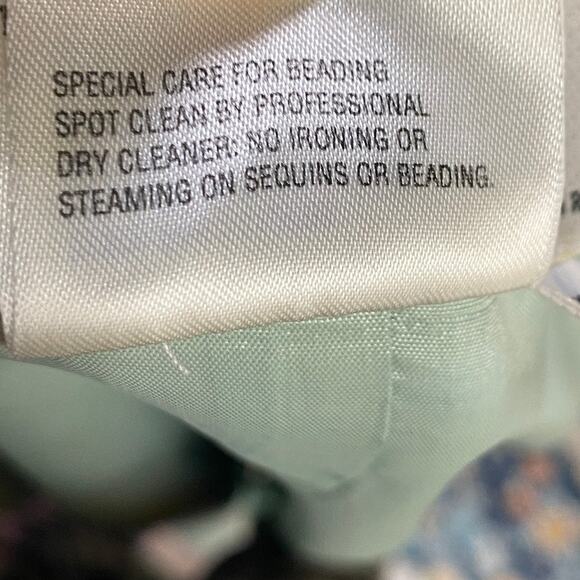 SPECIAL CARE FOR BEADING
SPOT CLEAN BY PROFESSIONAL
DRY CLEANER: NO IRONING OR
STEAMING ON SEQUINS OR BEADING.